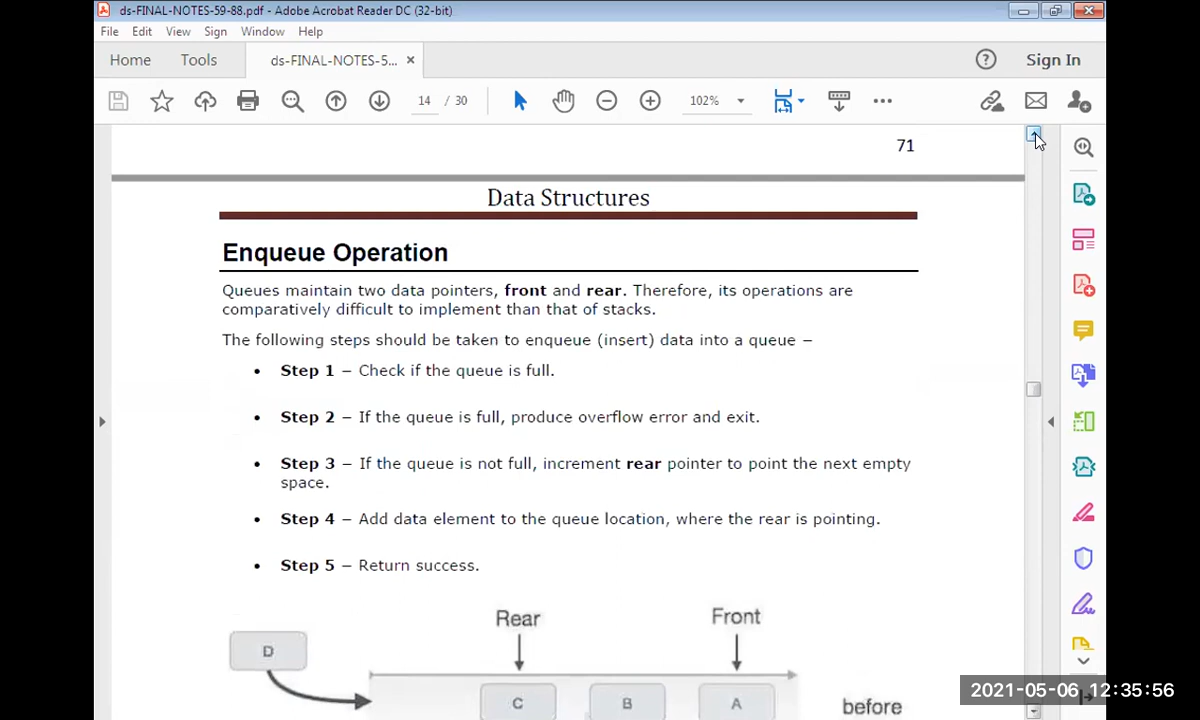 ds-FINAL-NOTES-59-88.pdf - Adobe Acrobat Reader DC (32-bit)
File Edit View Sign Window Help
Home Tools ds-FINAL-NOTES-5... × Sign In
14 / 30 102%
71
Data Structures
Enqueue Operation
Queues maintain two data pointers, front and rear. Therefore, its operations are
comparatively difficult to implement than that of stacks.
The following steps should be taken to enqueue (insert) data into a queue −
• Step 1 − Check if the queue is full.
• Step 2 − If the queue is full, produce overflow error and exit.
• Step 3 − If the queue is not full, increment rear pointer to point the next empty
space.
• Step 4 − Add data element to the queue location, where the rear is pointing.
• Step 5 − Return success.
Rear Front
D
C B A before
2021-05-06 12:35:56